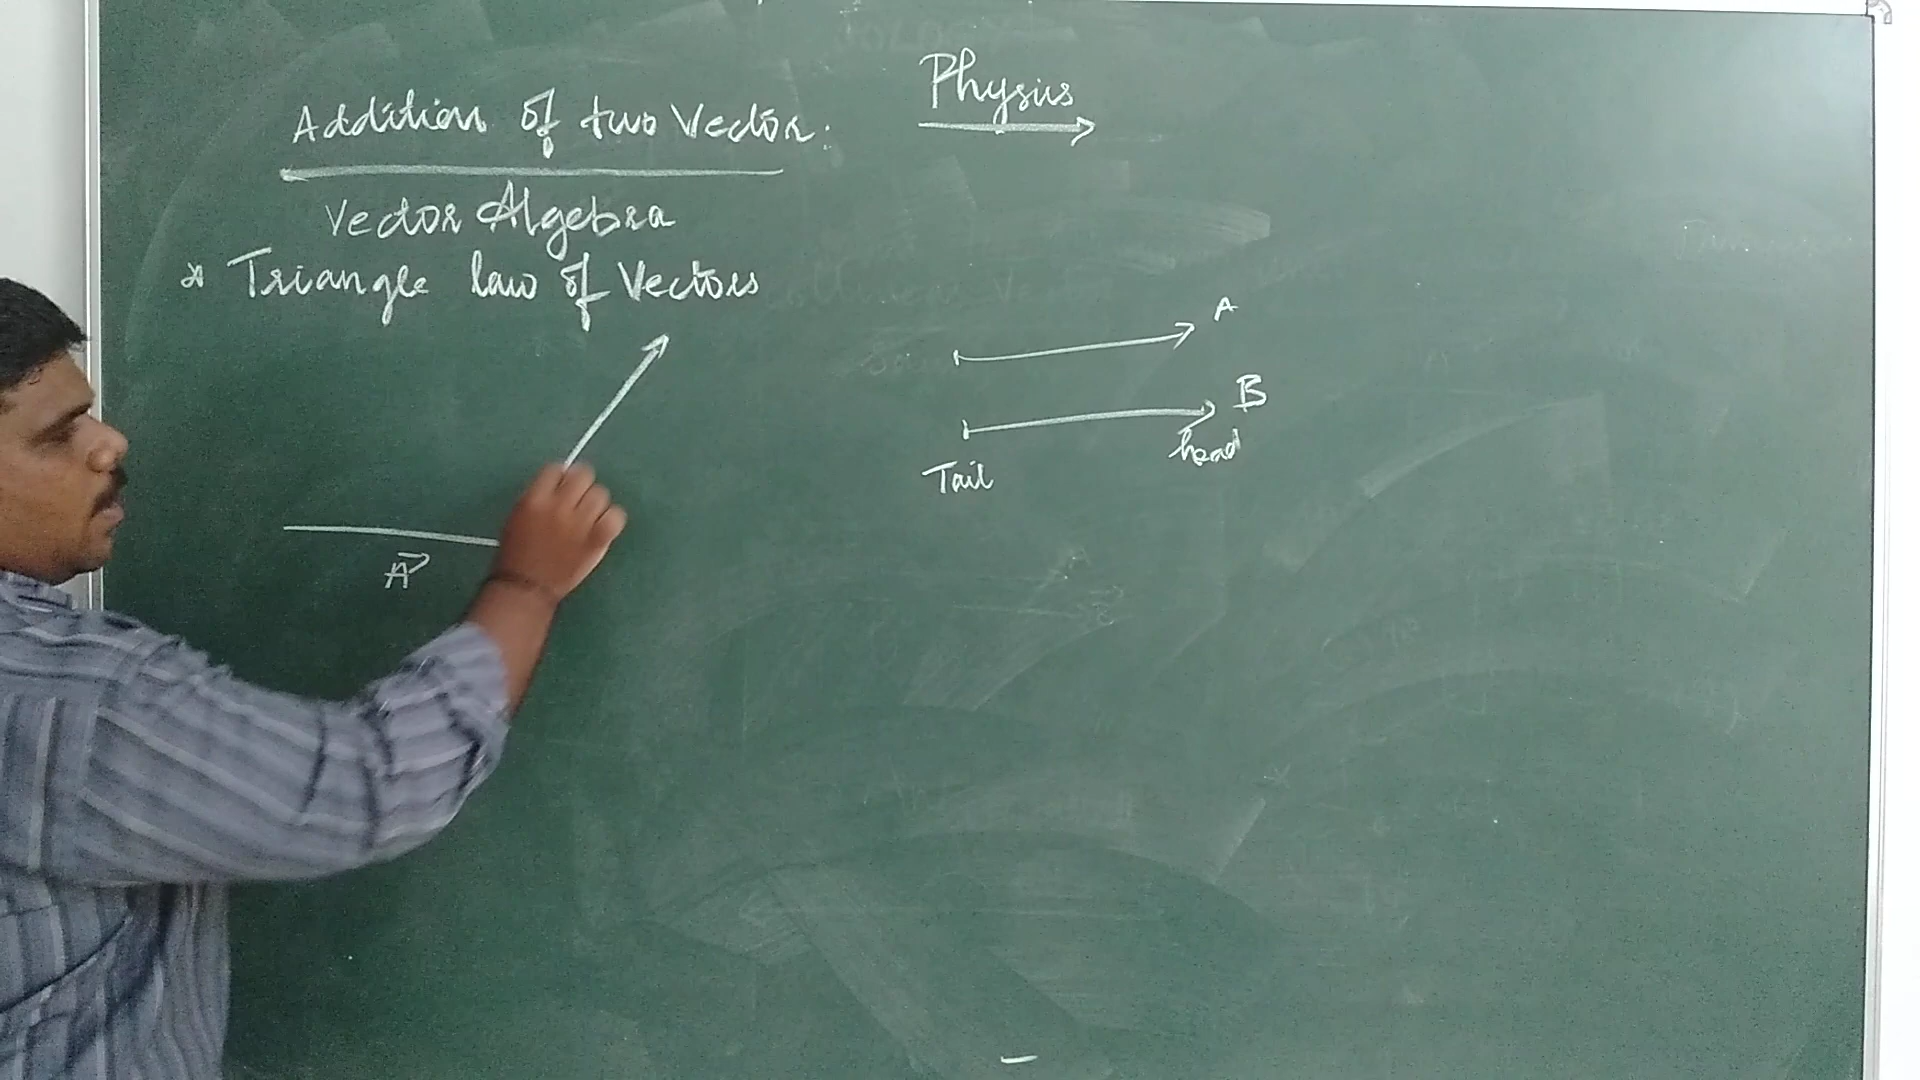 Physics
Addition of two Vector:
Vector Algebra
* Triangle law of Vectors
A
B
head
Tail
A⃗